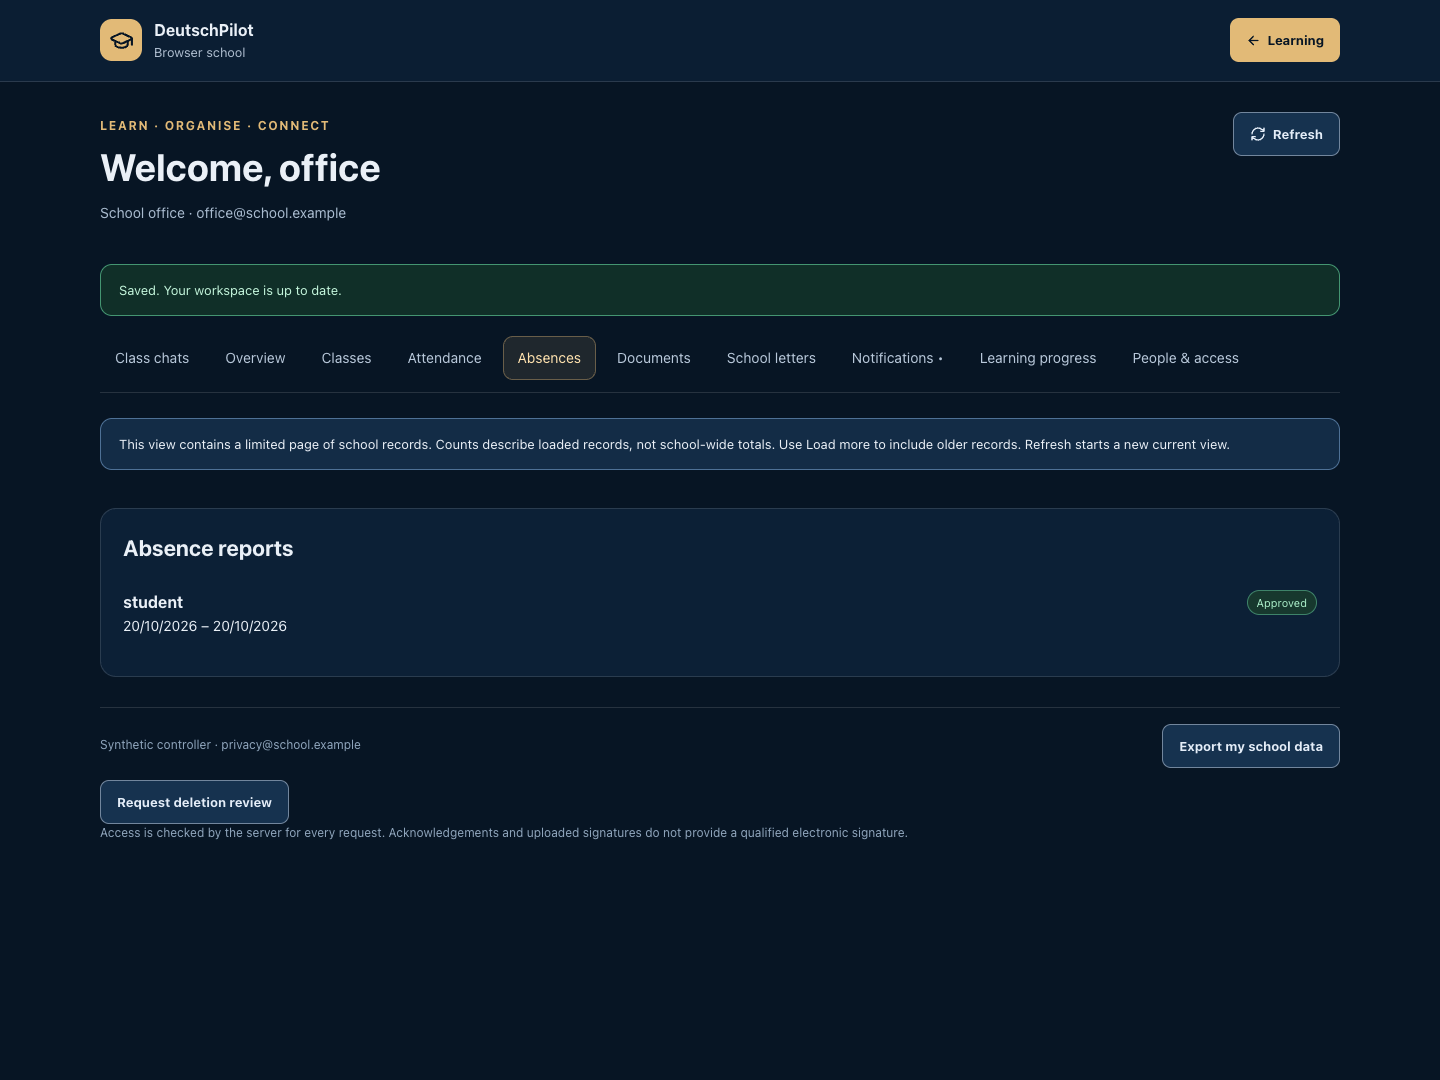 DeutschPilot
Browser school
Learning
LEARN · ORGANISE · CONNECT
Welcome, office
School office · office@school.example
Refresh
Saved. Your workspace is up to date.
Class chats
Overview
Classes
Attendance
Absences
Documents
School letters
Notifications •
Learning progress
People & access
This view contains a limited page of school records. Counts describe loaded records, not school-wide totals. Use Load more to include older records. Refresh starts a new current view.
Absence reports
student
Approved
20/10/2026 – 20/10/2026
Synthetic controller · privacy@school.example
Export my school data
Request deletion review
Access is checked by the server for every request. Acknowledgements and uploaded signatures do not provide a qualified electronic signature.